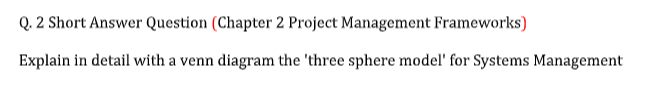 Q. 2 Short Answer Question (Chapter 2 Project Management Frameworks)
Explain in detail with a venn diagram the 'three sphere model' for Systems Management